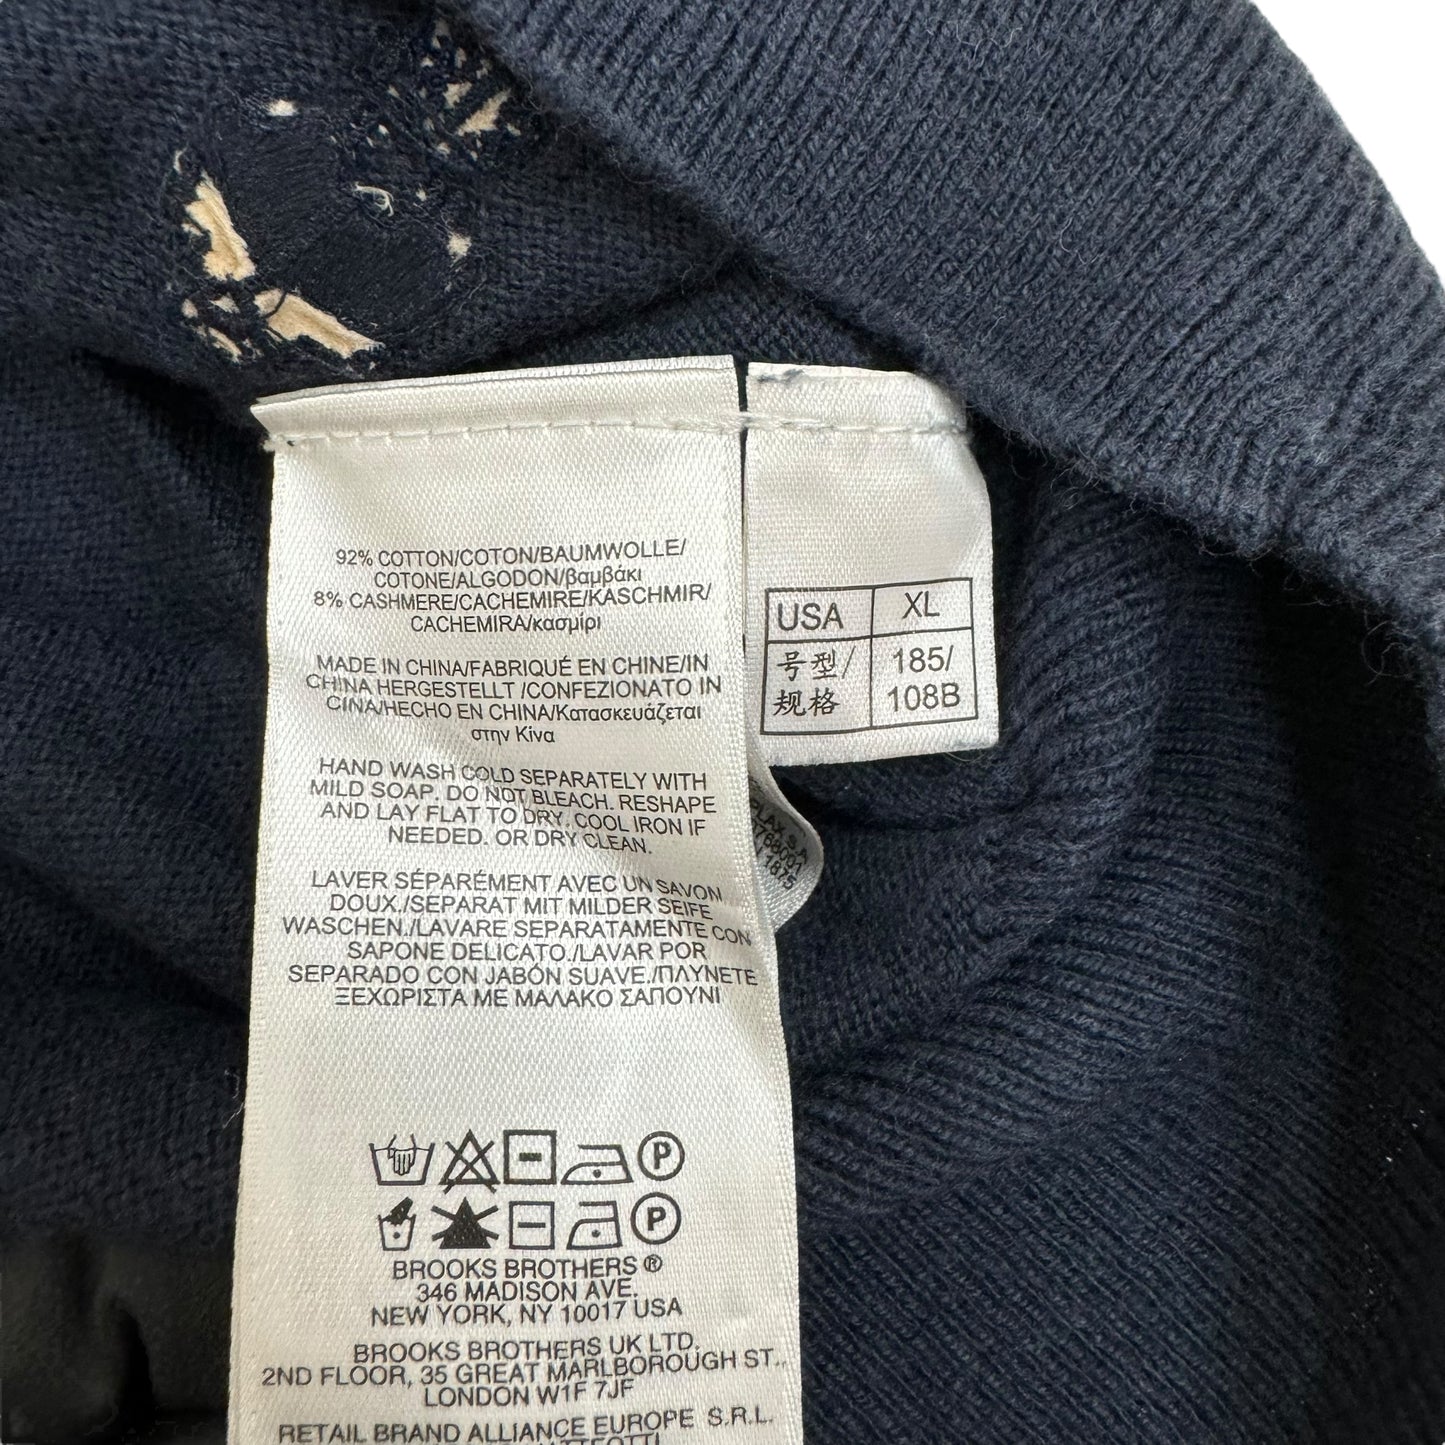 92% COTTON/COTON/BAUMWOLLE/
COTONE/ALGODON/βαμβάκι
8% CASHMERE/CACHEMIRE/KASCHMIR/
CACHEMIRA/κασμίρι
MADE IN CHINA/FABRIQUÉ EN CHINE/IN
CHINA HERGESTELLT /CONFEZIONATO IN
CINA/HECHO EN CHINA/Κατασκευάζεται
στην Κίνα
HAND WASH COLD SEPARATELY WITH
MILD SOAP. DO NOT BLEACH. RESHAPE
AND LAY FLAT TO DRY. COOL IRON IF
NEEDED. OR DRY CLEAN.
LAVER SÉPARÉMENT AVEC UN SAVON
DOUX./SEPARAT MIT MILDER SEIFE
WASCHEN./LAVARE SEPARATAMENTE CON
SAPONE DELICATO./LAVAR POR
SEPARADO CON JABÓN SUAVE./ΠΛΥΝΕΤΕ
ΞΕΧΩΡΙΣΤΑ ΜΕ ΜΑΛΑΚΟ ΣΑΠΟΥΝΙ
P
P
BROOKS BROTHERS ®
346 MADISON AVE.
NEW YORK, NY 10017 USA
BROOKS BROTHERS UK LTD.
2ND FLOOR, 35 GREAT MARLBOROUGH ST.,
LONDON W1F 7JF
RETAIL BRAND ALLIANCE EUROPE S.R.L.
USA XL
号型/ 185/
规格 108B
S.A
1675